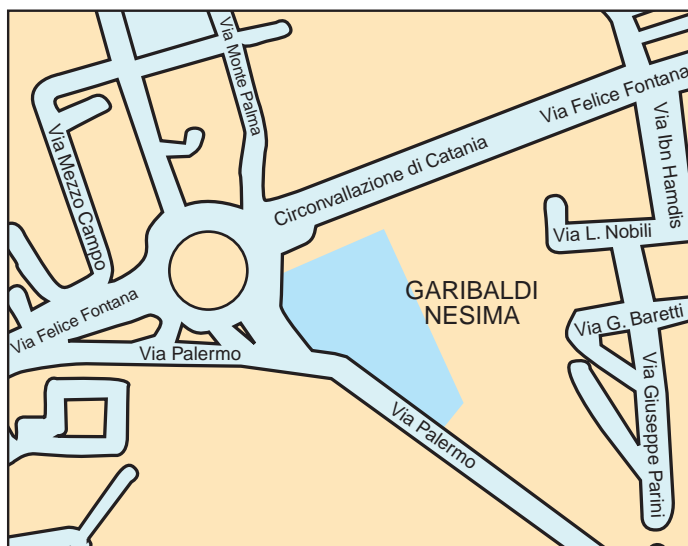 Via Monte Palma
Via Felice Fontana
Via Mezzo Campo
Via Ibn Hamdis
Circonvallazione di Catania
Via L. Nobili
GARIBALDI
NESIMA
Via Felice Fontana
Via G. Baretti
Via Palermo
Via Giuseppe Parini
Via Palermo